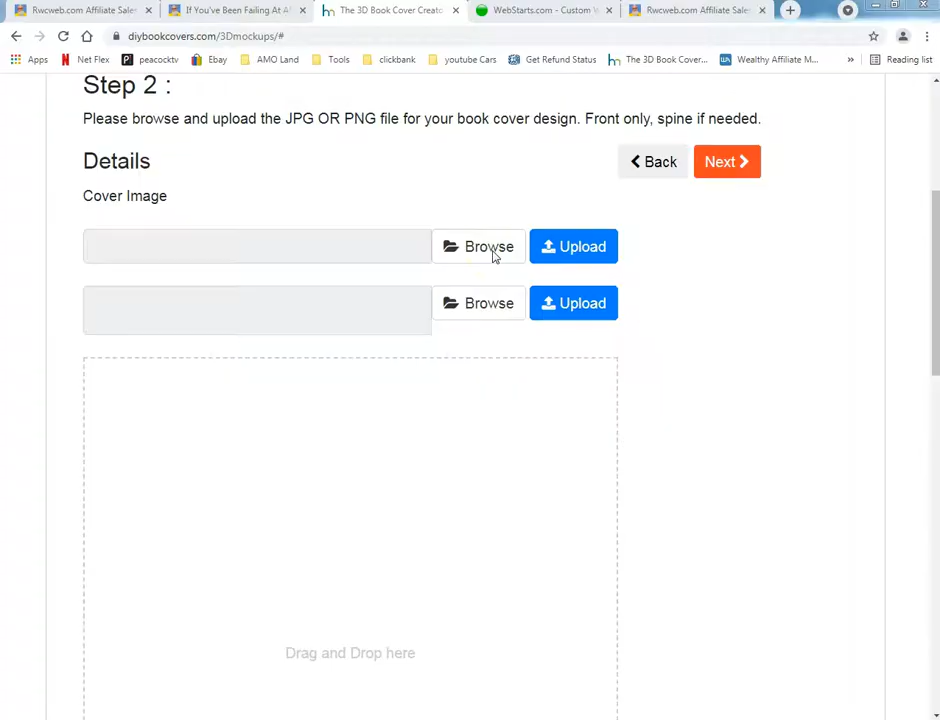 Rwcweb.com Affiliate Sale
If You've Been Failing At A
The 3D Book Cover Creato
WebStarts.com - Custom W
Rwcweb.com Affiliate Sale
diybookcovers.com/3Dmockups/#
Apps
Net Flex
peacocktv
Ebay
AMO Land
Tools
clickbank
youtube Cars
Get Refund Status
The 3D Book Cover...
Wealthy Affiliate M...
»
Reading list
Step 2 :
Please browse and upload the JPG OR PNG file for your book cover design. Front only, spine if needed.
Details
Back
Next
Cover Image
Browse
Upload
Browse
Upload
Drag and Drop here